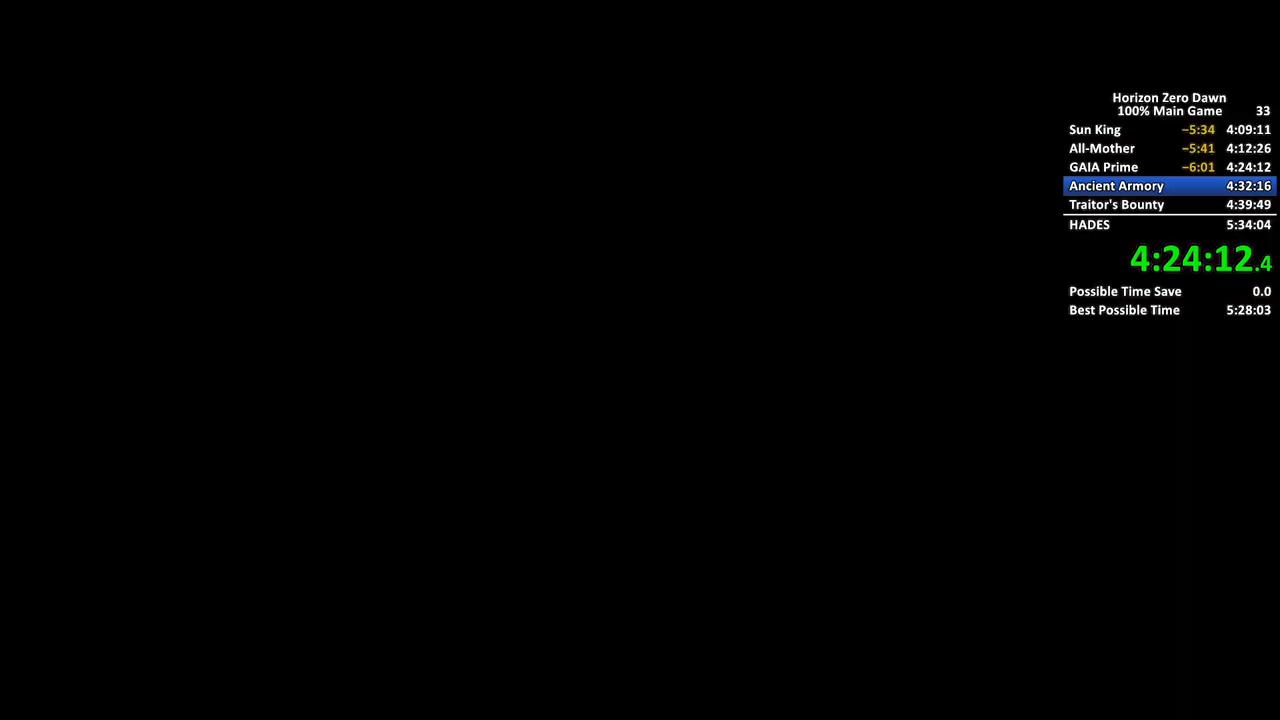 Horizon Zero Dawn
100% Main Game 33
Sun King −5:34 4:09:11
All-Mother −5:41 4:12:26
GAIA Prime −6:01 4:24:12
Ancient Armory 4:32:16
Traitor's Bounty 4:39:49
HADES 5:34:04
4:24:12.4
Possible Time Save 0.0
Best Possible Time 5:28:03